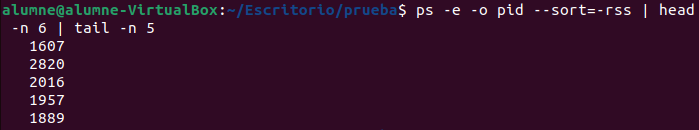 alumne@alumne-VirtualBox:~/Escritorio/prueba$ ps -e -o pid --sort=-rss | head
-n 6 | tail -n 5
1607
2820
2016
1957
1889